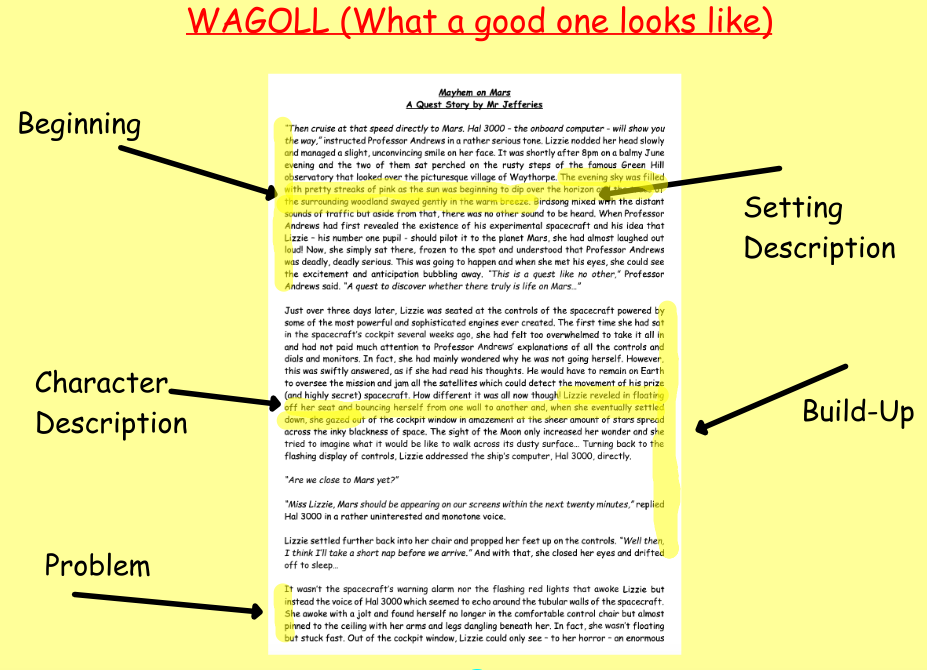 WAGOLL (What a good one looks like)
Beginning
Setting
Description
Character
Description
Build-Up
Problem
Mayhem on Mars
A Quest Story by Mr Jefferies
"Then cruise at that speed directly to Mars. Hal 3000 – the onboard computer – will show you
the way," instructed Professor Andrews in a rather serious tone. Lizzie nodded her head slowly
and managed a slight, unconvincing smile on her face. It was shortly after 8pm on a balmy June
evening and the two of them sat perched on the rusty steps of the famous Green Hill
observatory that looked over the picturesque village of Waythorpe. The evening sky was filled
with pretty streaks of pink as the sun was beginning to dip over the horizon and the of
the surrounding woodland swayed gently in the warm breeze. Birdsong mixed with the distant
sounds of traffic but aside from that, there was no other sound to be heard. When Professor
Andrews had first revealed the existence of his experimental spacecraft and his idea that
Lizzie – his number one pupil – should pilot it to the planet Mars, she had almost laughed out
loud! Now, she simply sat there, frozen to the spot and understood that Professor Andrews
was deadly, deadly serious. This was going to happen and when she met his eyes, she could see
the excitement and anticipation bubbling away. "This is a quest like no other," Professor
Andrews said. "A quest to discover whether there truly is life on Mars…"
Just over three days later, Lizzie was seated at the controls of the spacecraft powered by
some of the most powerful and sophisticated engines ever created. The first time she had sat
in the spacecraft's cockpit several weeks ago, she had felt too overwhelmed to take it all in
and had not paid much attention to Professor Andrews' explanations of all the controls and
dials and monitors. In fact, she had mainly wondered why he was not going herself. However,
this was swiftly answered, as if she had read his thoughts. He would have to remain on Earth
to oversee the mission and jam all the satellites which could detect the movement of his prize
(and highly secret) spacecraft. How different it was all now though! Lizzie reveled in floating
off her seat and bouncing herself from one wall to another and, when she eventually settled
down, she gazed out of the cockpit window in amazement at the sheer amount of stars spread
across the inky blackness of space. The sight of the Moon only increased her wonder and she
tried to imagine what it would be like to walk across its dusty surface… Turning back to the
flashing display of controls, Lizzie addressed the ship's computer, Hal 3000, directly.
"Are we close to Mars yet?"
"Miss Lizzie, Mars should be appearing on our screens within the next twenty minutes," replied
Hal 3000 in a rather uninterested and monotone voice.
Lizzie settled further back into her chair and propped her feet up on the controls. "Well then,
I think I'll take a short nap before we arrive." And with that, she closed her eyes and drifted
off to sleep…
It wasn't the spacecraft's warning alarm nor the flashing red lights that awoke Lizzie but
instead the voice of Hal 3000 which seemed to echo around the tubular walls of the spacecraft.
She awoke with a jolt and found herself no longer in the comfortable control chair but almost
pinned to the ceiling with her arms and legs dangling beneath her. In fact, she wasn't floating
but stuck fast. Out of the cockpit window, Lizzie could only see – to her horror – an enormous